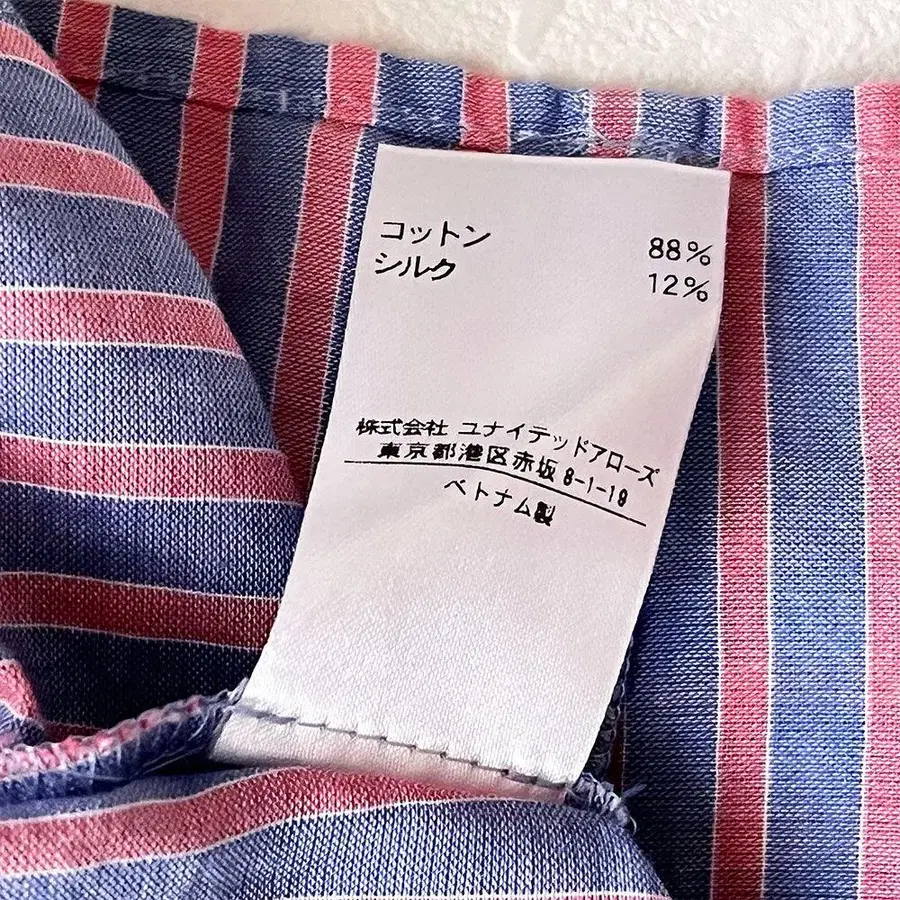 コットン 88%
シルク 12%
株式会社 ユナイテッドアローズ
東京都港区赤坂 8-1-19
ベトナム製